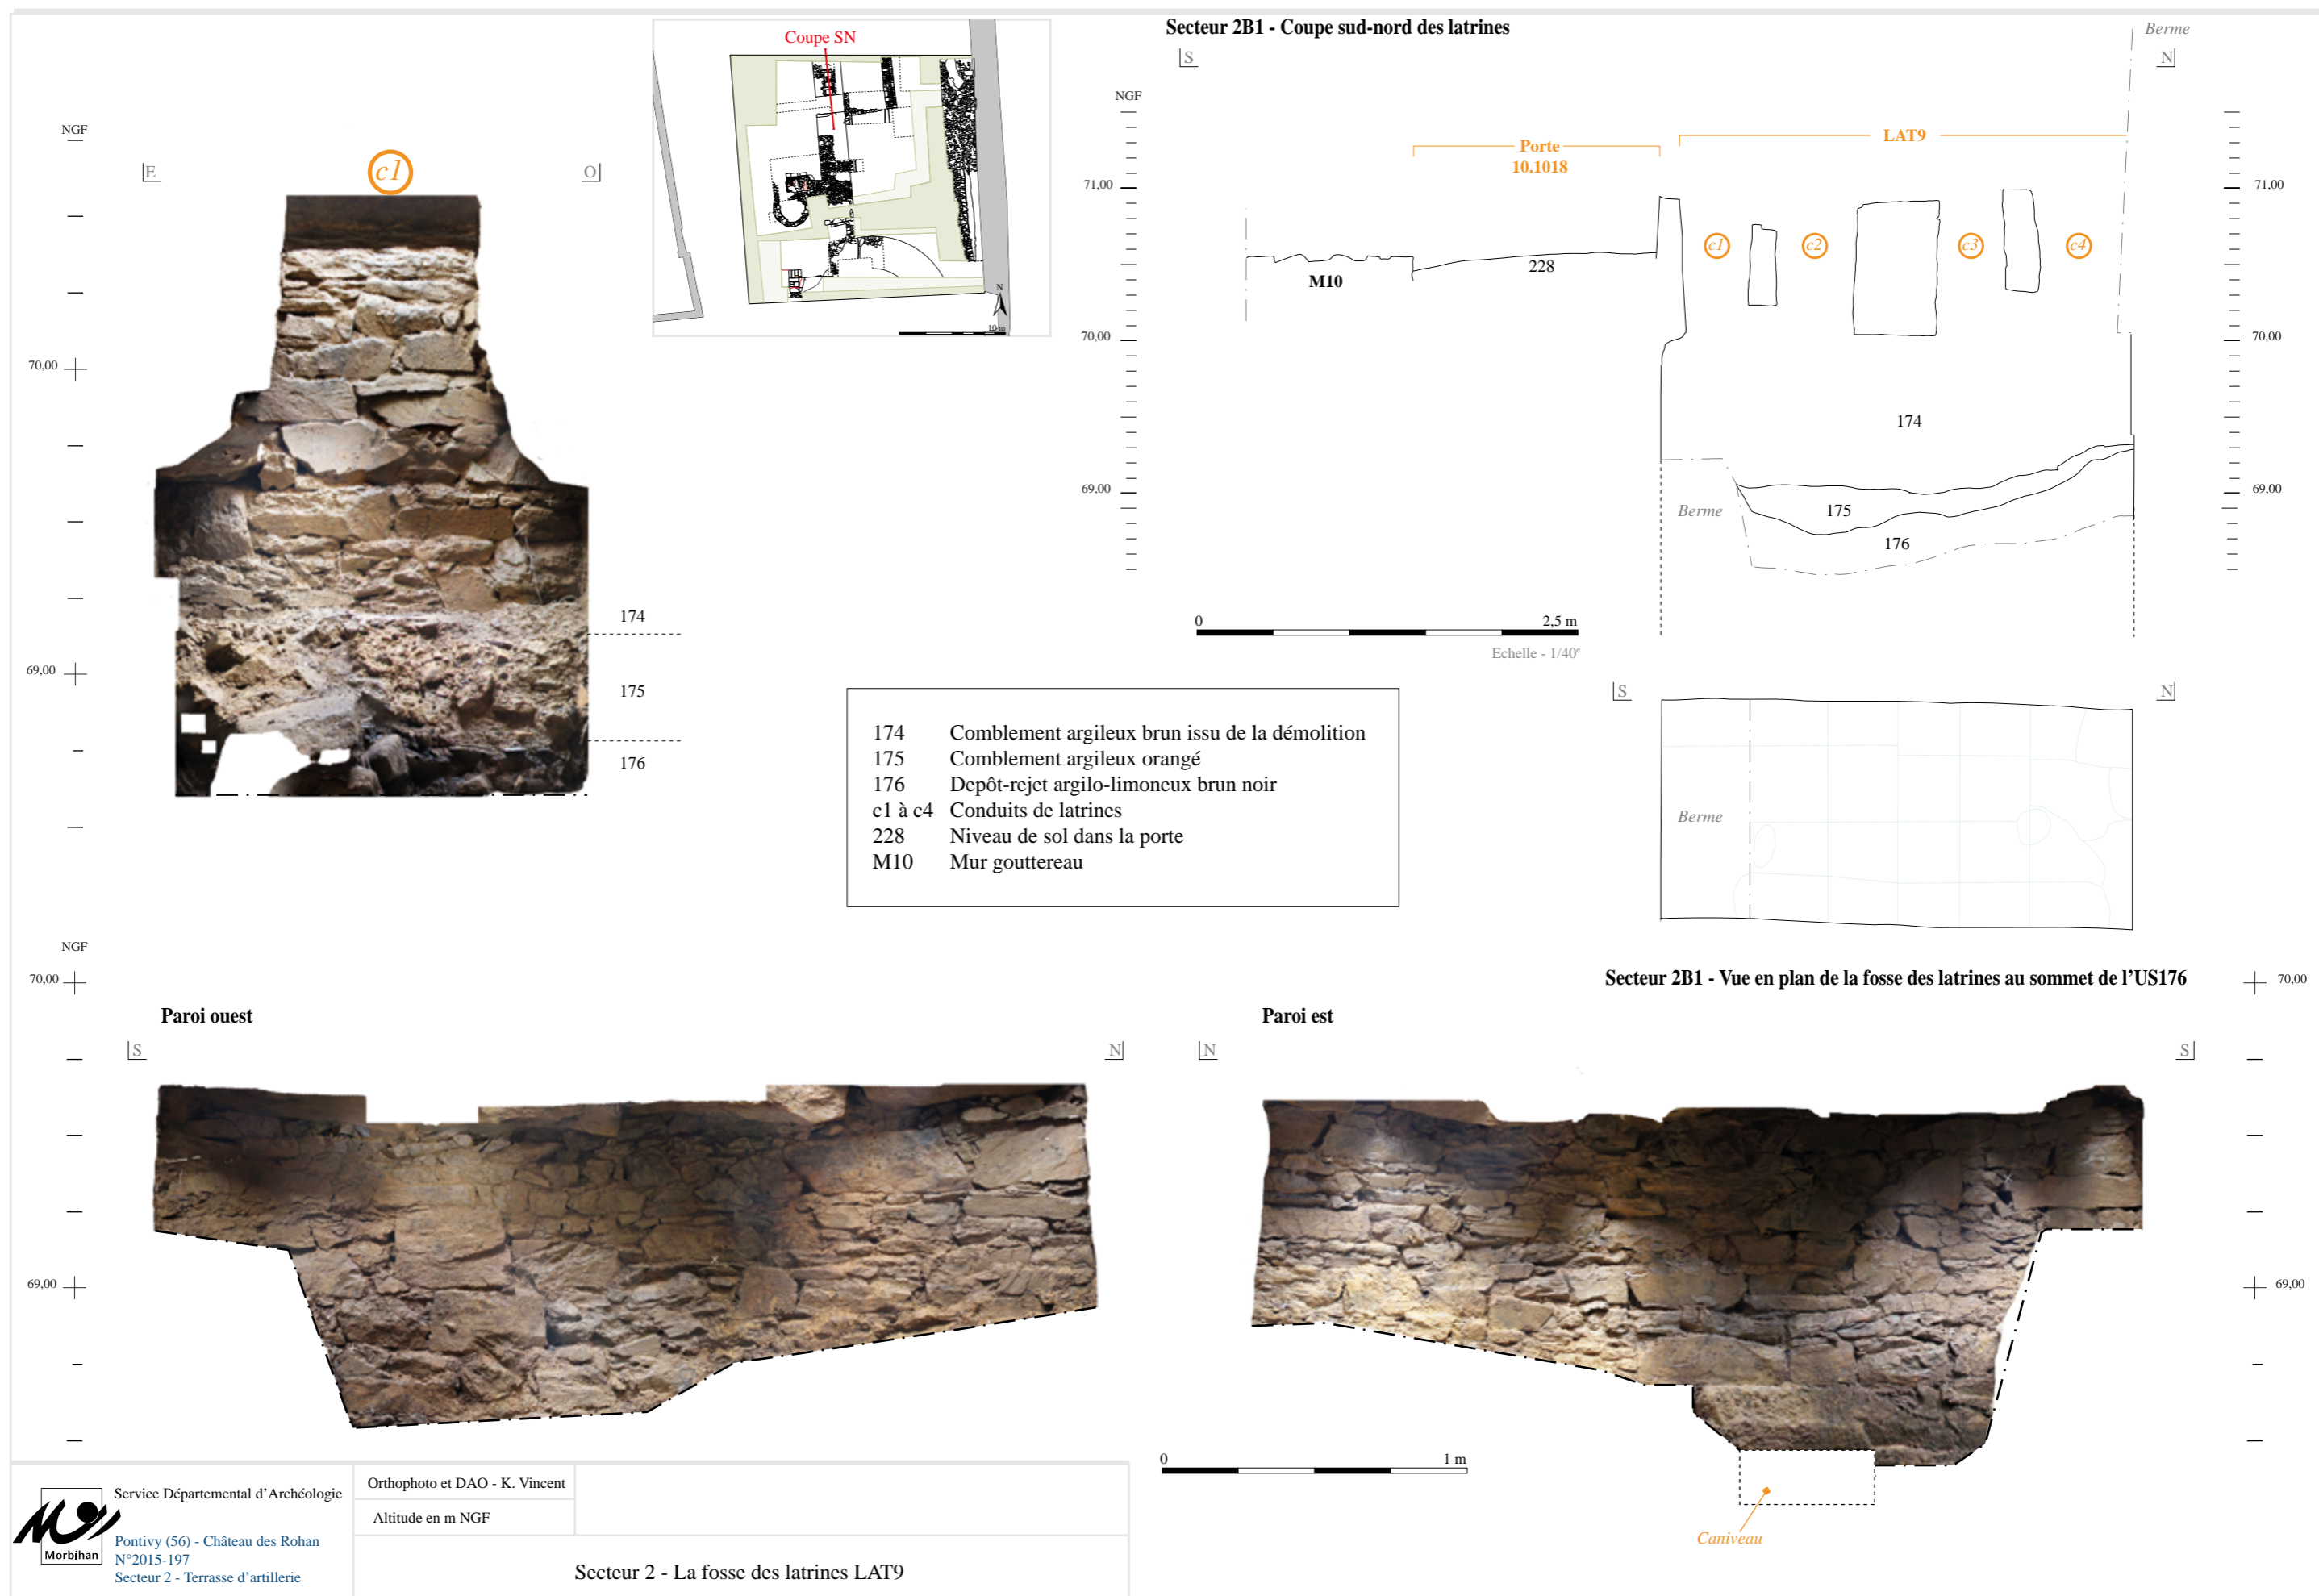 Coupe SN
N
10 m
Secteur 2B1 - Coupe sud-nord des latrines
Berme
S
N
NGF
NGF
E
c1
O
Porte
10.1018
LAT9
71,00
71,00
c1
c2
c3
c4
M10
228
70,00
70,00
70,00
174
69,00
69,00
Berme
175
176
174
69,00
175
176
0
2,5 m
Echelle - 1/40e
S
N
Berme
174 Comblement argileux brun issu de la démolition
175 Comblement argileux orangé
176 Depôt-rejet argilo-limoneux brun noir
c1 à c4 Conduits de latrines
228 Niveau de sol dans la porte
M10 Mur gouttereau
Secteur 2B1 - Vue en plan de la fosse des latrines au sommet de l'US176
NGF
70,00
70,00
Paroi ouest
Paroi est
S
N
N
S
69,00
69,00
0
1 m
Caniveau
Morbihan
Service Départemental d'Archéologie
Pontivy (56) - Château des Rohan
N°2015-197
Secteur 2 - Terrasse d'artillerie
Orthophoto et DAO - K. Vincent
Altitude en m NGF
Secteur 2 - La fosse des latrines LAT9